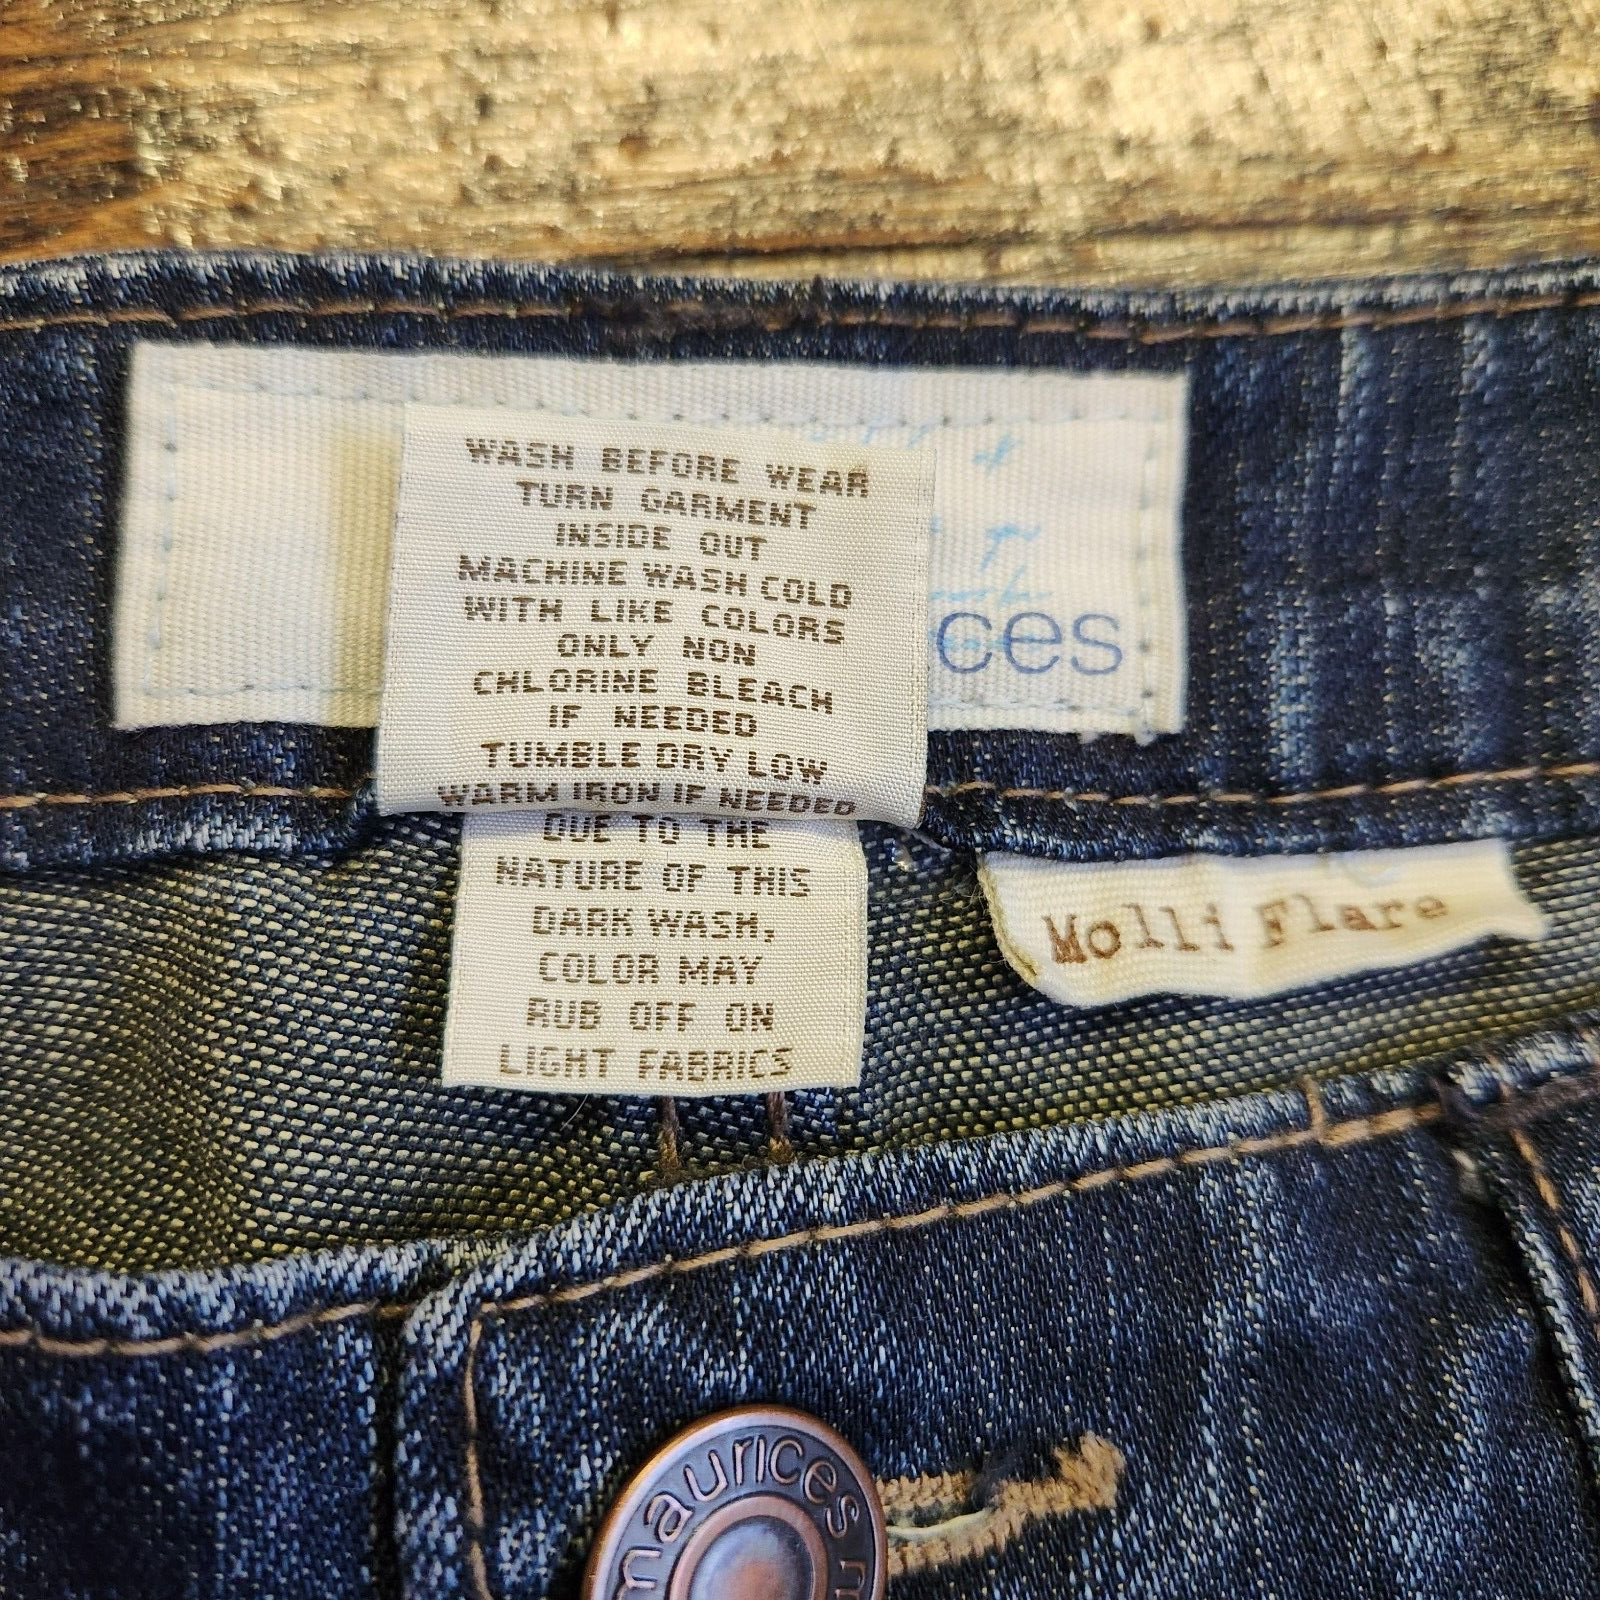 WASH BEFORE WEAR
TURN GARMENT
INSIDE OUT
MACHINE WASH COLD
WITH LIKE COLORS
ONLY NON
CHLORINE BLEACH
IF NEEDED
TUMBLE DRY LOW
WARM IRON IF NEEDED
DUE TO THE
NATURE OF THIS
DARK WASH,
COLOR MAY
RUB OFF ON
LIGHT FABRICS
ces
Molli Flare
maurices m